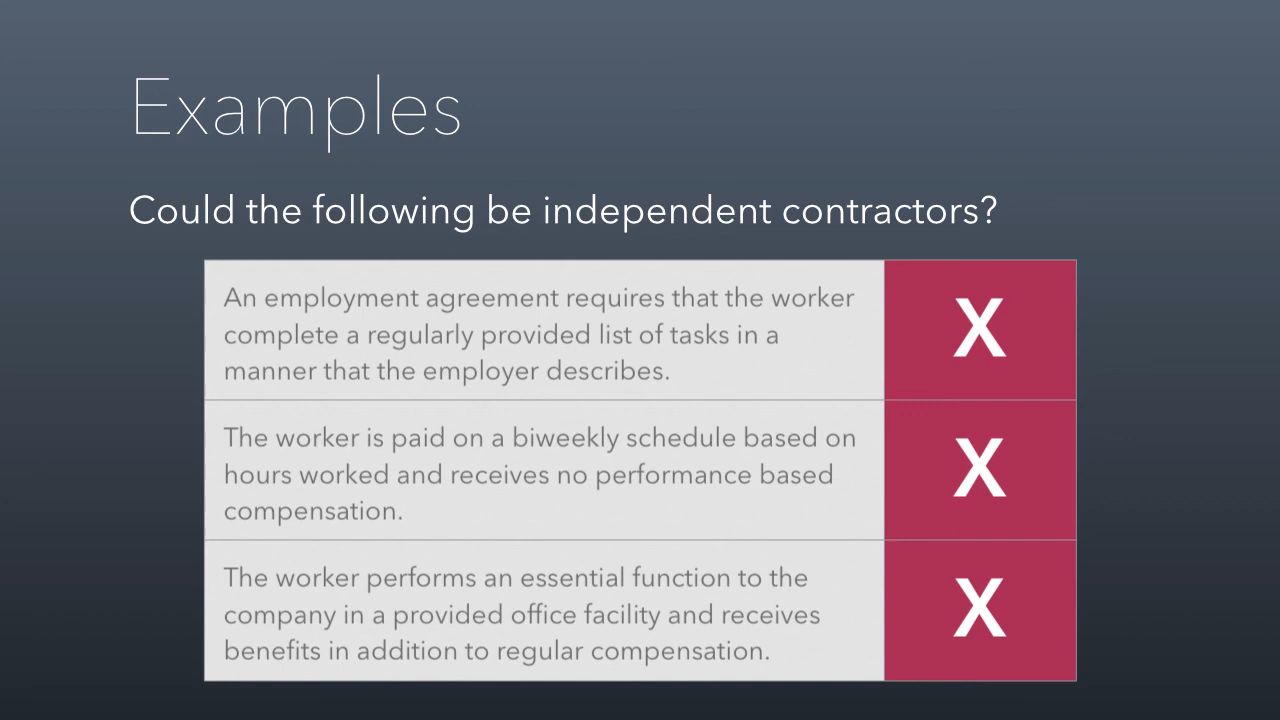 Examples
Could the following be independent contractors?
An employment agreement requires that the worker
complete a regularly provided list of tasks in a
manner that the employer describes.
X
The worker is paid on a biweekly schedule based on
hours worked and receives no performance based
compensation.
X
The worker performs an essential function to the
company in a provided office facility and receives
benefits in addition to regular compensation.
X